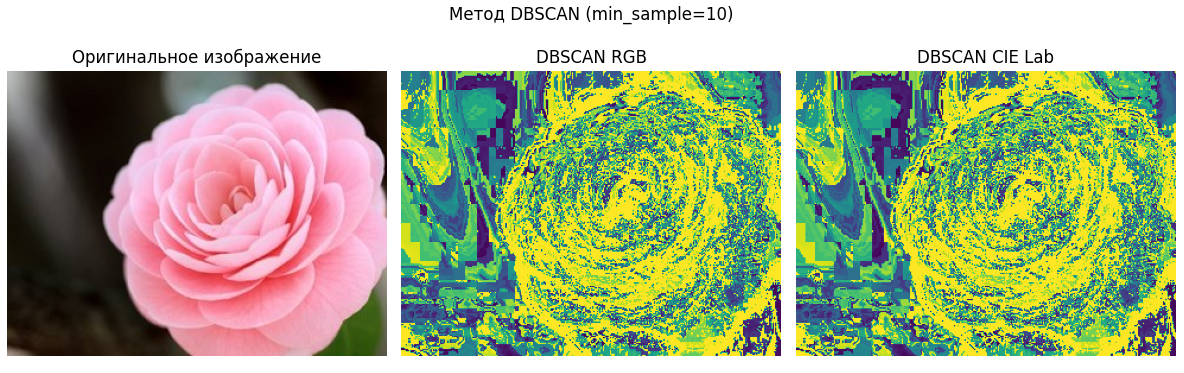 Метод DBSCAN (min_sample=10)
Оригинальное изображение
DBSCAN RGB
DBSCAN CIE Lab